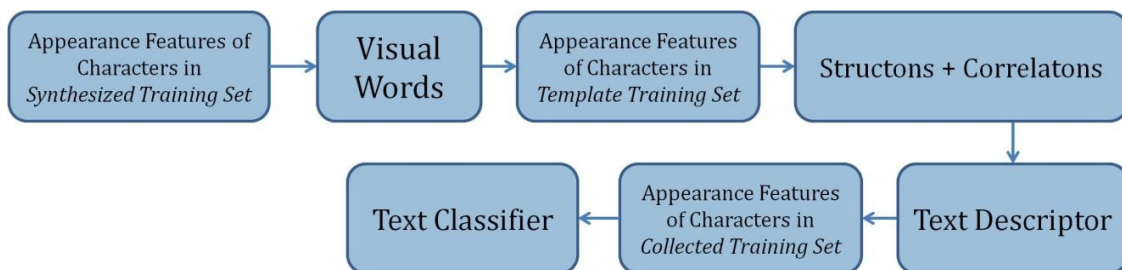 Appearance Features of
Characters in
Synthesized Training Set
Visual
Words
Appearance Features
of Characters in
Template Training Set
Structons + Correlatons
Text Descriptor
Appearance Features
of Characters in
Collected Training Set
Text Classifier